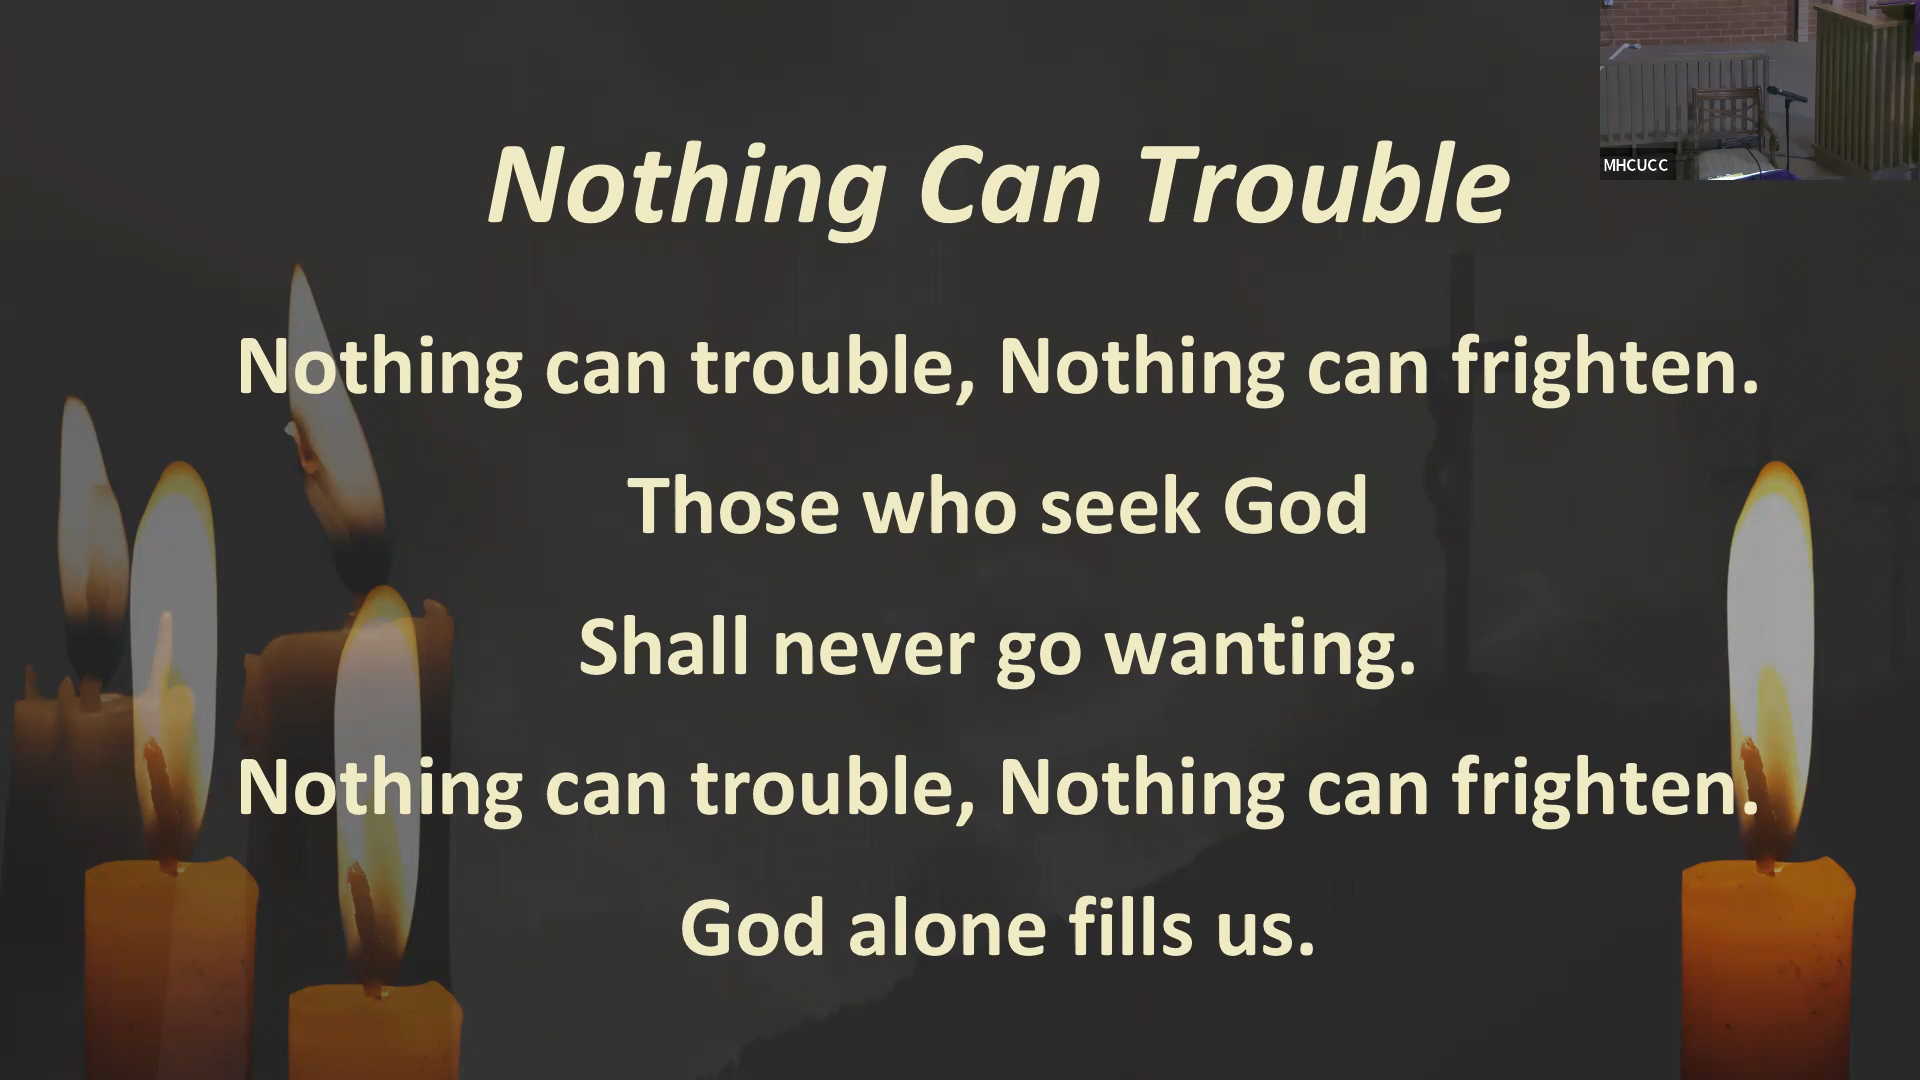 MHCUCC
Nothing Can Trouble
Nothing can trouble, Nothing can frighten.
Those who seek God
Shall never go wanting.
Nothing can trouble, Nothing can frighten.
God alone fills us.